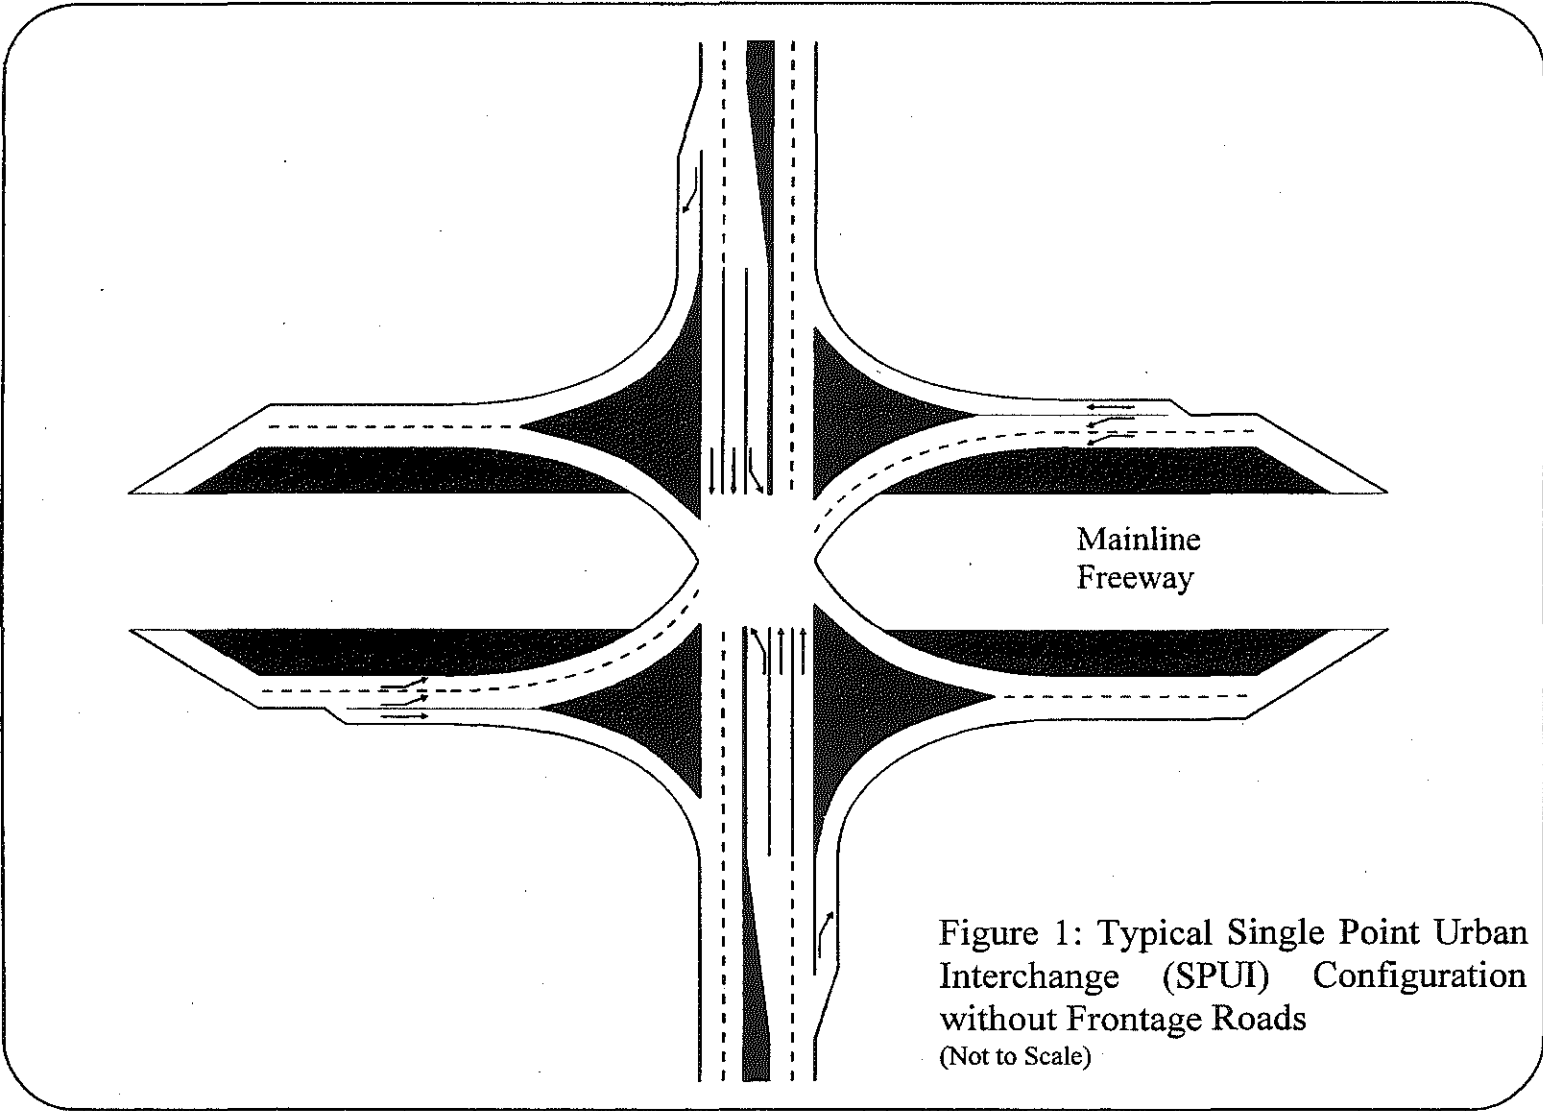 Mainline
Freeway
Figure 1: Typical Single Point Urban
Interchange (SPUI) Configuration
without Frontage Roads
(Not to Scale)